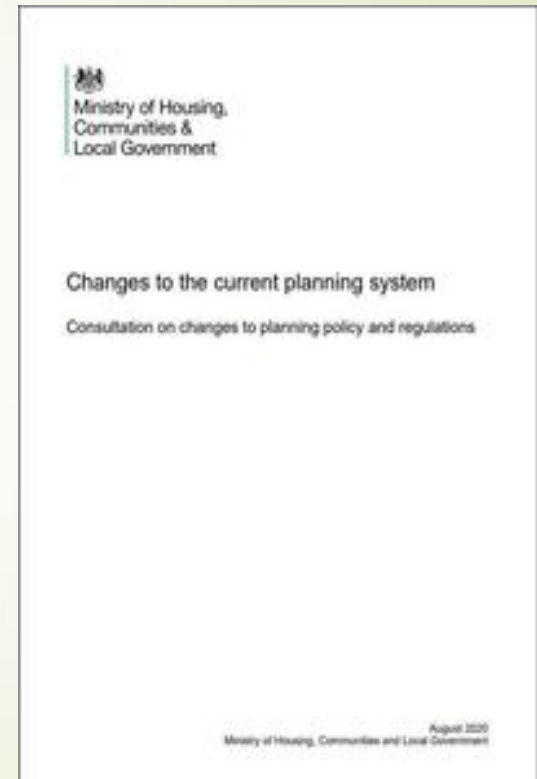 Ministry of Housing,
Communities &
Local Government
Changes to the current planning system
Consultation on changes to planning policy and regulations
August 2020
Ministry of Housing, Communities and Local Government